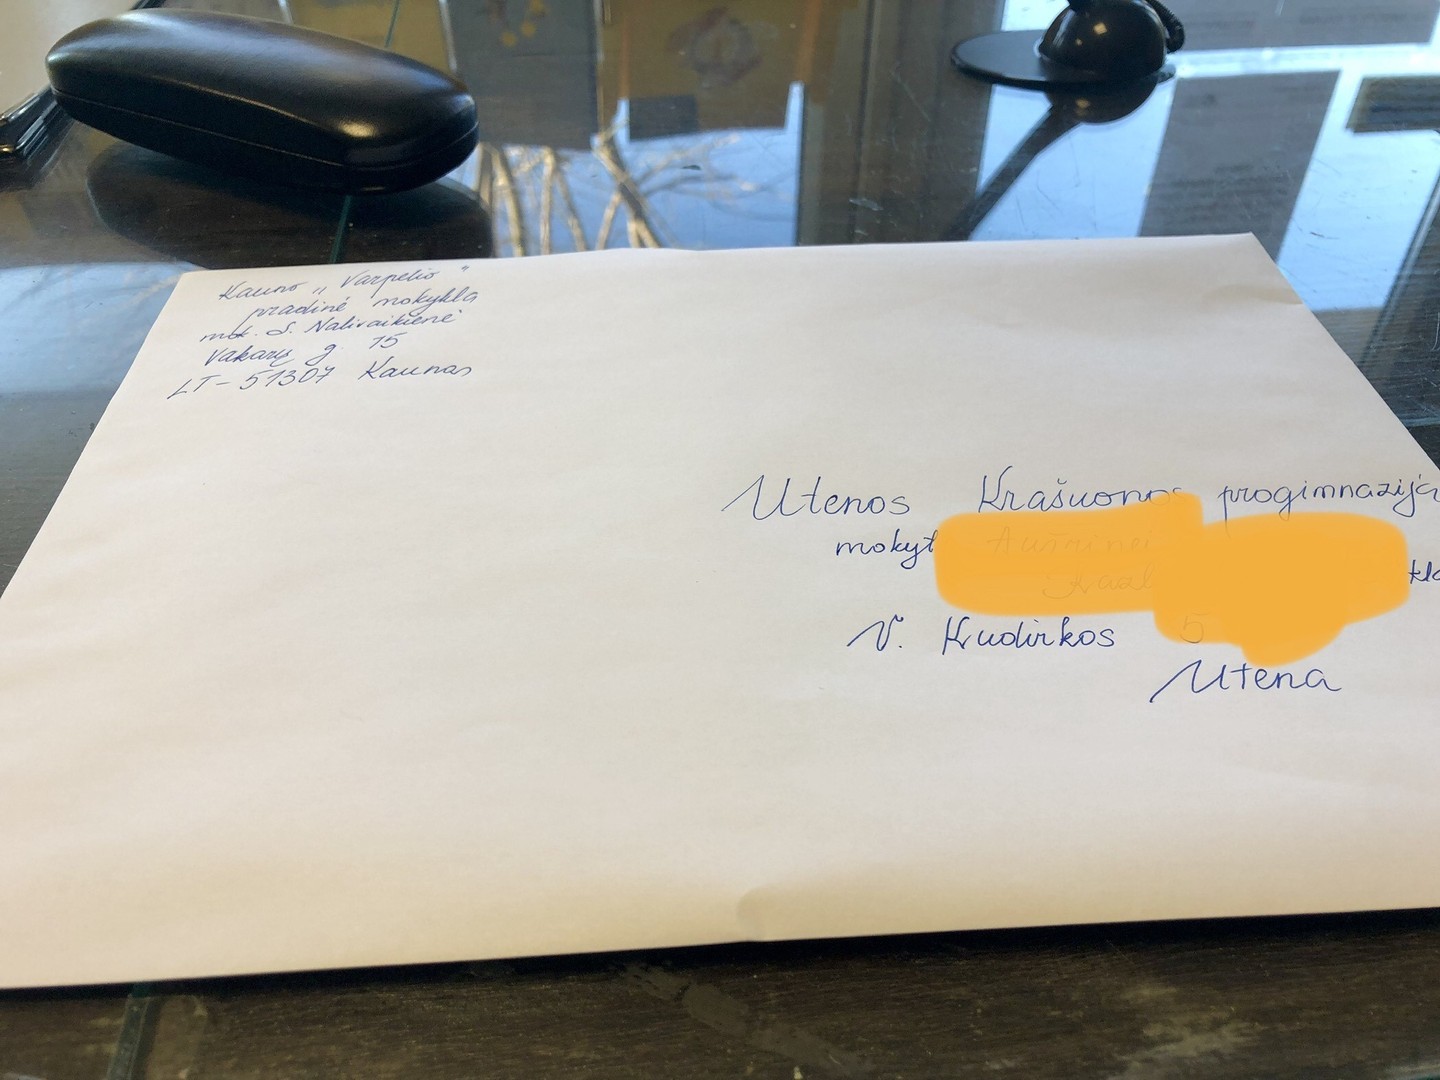 Kauno „Varpelio"
pradinė mokykla
mok. S. Nalivaikienė
Vakarų g. 15
LT-51307 Kaunas
Utenos Krašuonos progimnazija
V. Kudirkos
Utena